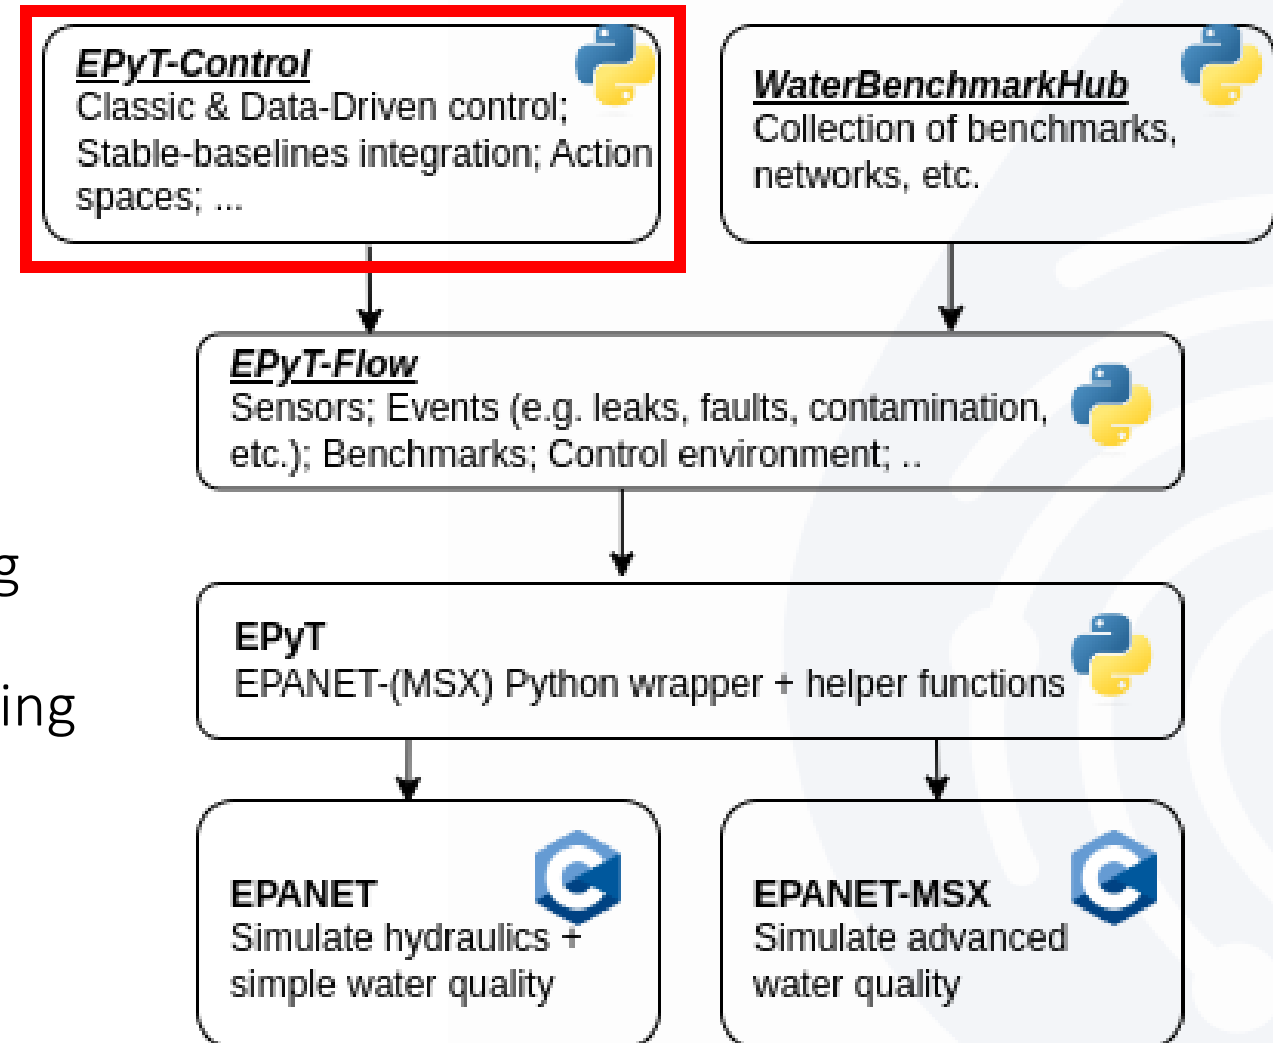 EPyT-Control
Classic & Data-Driven control;
Stable-baselines integration; Action
spaces; ...
WaterBenchmarkHub
Collection of benchmarks,
networks, etc.
EPyT-Flow
Sensors; Events (e.g. leaks, faults, contamination,
etc.); Benchmarks; Control environment; ..
g
ing
EPyT
EPANET-(MSX) Python wrapper + helper functions
EPANET
Simulate hydraulics +
simple water quality
EPANET-MSX
Simulate advanced
water quality